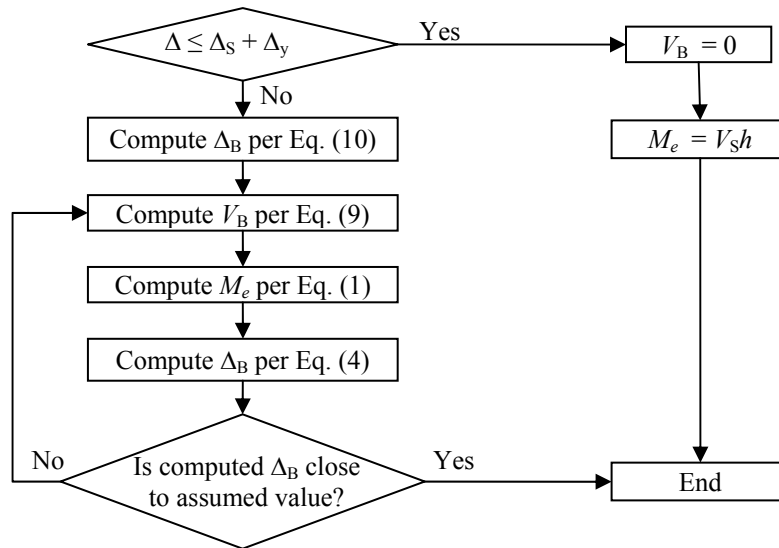 Δ ≤ Δ_S + Δ_y
Yes
V_B = 0
No
Compute Δ_B per Eq. (10)
M_e = V_S h
Compute V_B per Eq. (9)
Compute M_e per Eq. (1)
Compute Δ_B per Eq. (4)
No
Is computed Δ_B close
to assumed value?
Yes
End